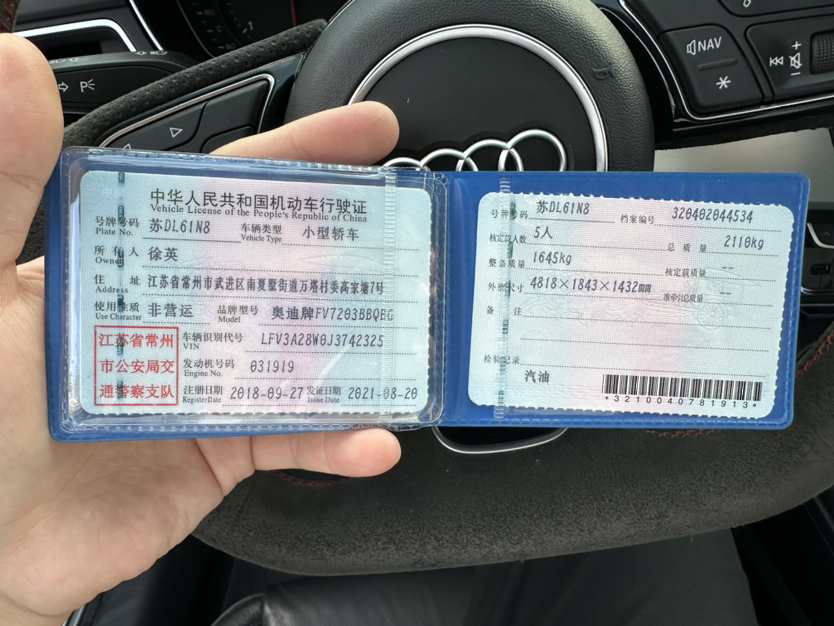 NAV
中华人民共和国机动车行驶证
Vehicle License of the People's Republic of China
号牌号码 苏DL61N8 车辆类型 小型轿车
Plate No. Vehicle Type
所有人 徐英
Owner
住址 江苏省常州市武进区南夏墅街道万塔村委高家塘7号
Address
使用性质 非营运 品牌型号 奥迪牌FV7203BBQEG
Use Character Model
江苏省常州
市公安局交
通警察支队
车辆识别代号 LFV3A28W0J3742325
VIN
发动机号码 031919
Engine No.
注册日期 2018-09-27 发证日期 2021-08-20
Register Date Issue Date
号牌号码 苏DL61N8 档案编号 320402044534
核定载人数 5人 总质量 2110kg
整备质量 1645kg 核定载质量 --
外廓尺寸 4818×1843×1432mm 准牵引总质量 --
备注
检验记录
汽油
*3210040781913*